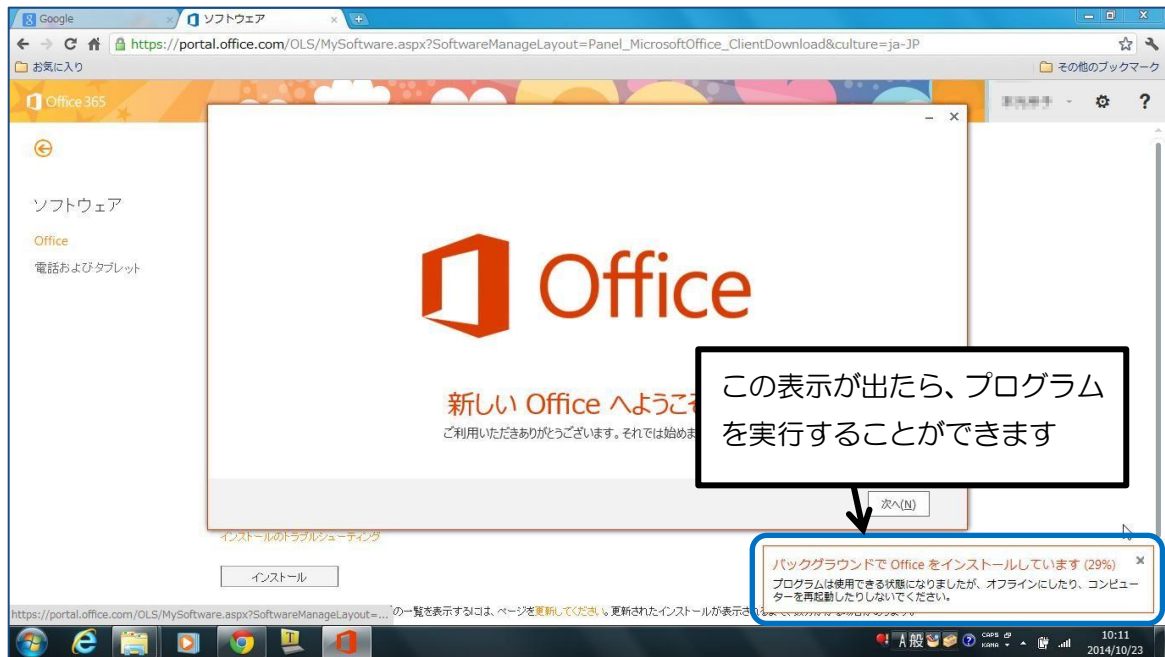 Google
ソフトウェア
https://portal.office.com/OLS/MySoftware.aspx?SoftwareManageLayout=Panel_MicrosoftOffice_ClientDownload&culture=ja-JP
お気に入り
その他のブックマーク
Office 365
?
ソフトウェア
Office
電話およびタブレット
Office
新しい Office へようこそ
ご利用いただきありがとうございます。それでは始めま
この表示が出たら、プログラム
を実行することができます
次へ(N)
インストールのトラブルシューティング
インストール
バックグラウンドで Office をインストールしています (29%)
プログラムは使用できる状態になりましたが、オフラインにしたり、コンピュー
ターを再起動したりしないでください。
https://portal.office.com/OLS/MySoftware.aspx?SoftwareManageLayout=...
の一覧を表示するには、ページを更新してください。更新されたインストールが表示される
A 般
CAPS
KANA
10:11
2014/10/23